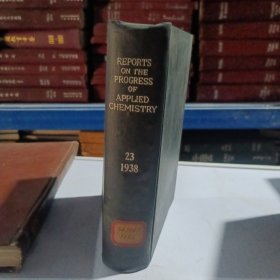 REPORTS
ON THE
PROGRESS
OF
APPLIED
CHEMISTRY
23
1938